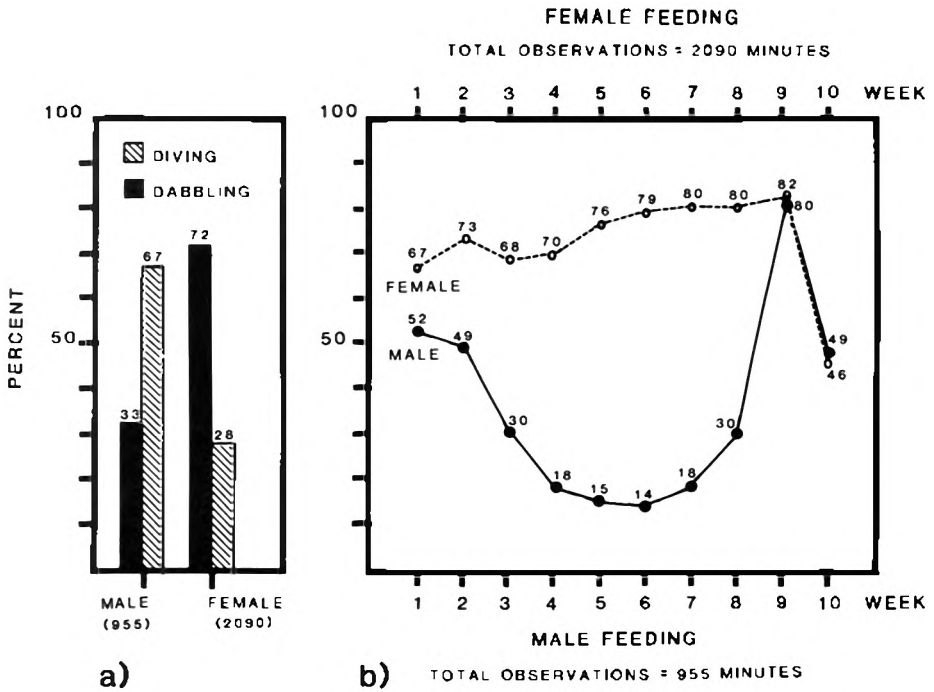 FEMALE FEEDING
TOTAL OBSERVATIONS = 2090 MINUTES
1 2 3 4 5 6 7 8 9 10 WEEK
100
50
PERCENT
DIVING
DABBLING
33 67 72 28
MALE
(955)
FEMALE
(2090)
a)
100
50
67 73 68 70 76 79 80 80 82 46
FEMALE
52 49 30 18 15 14 18 30 80 49
MALE
1 2 3 4 5 6 7 8 9 10 WEEK
MALE FEEDING
b) TOTAL OBSERVATIONS = 955 MINUTES